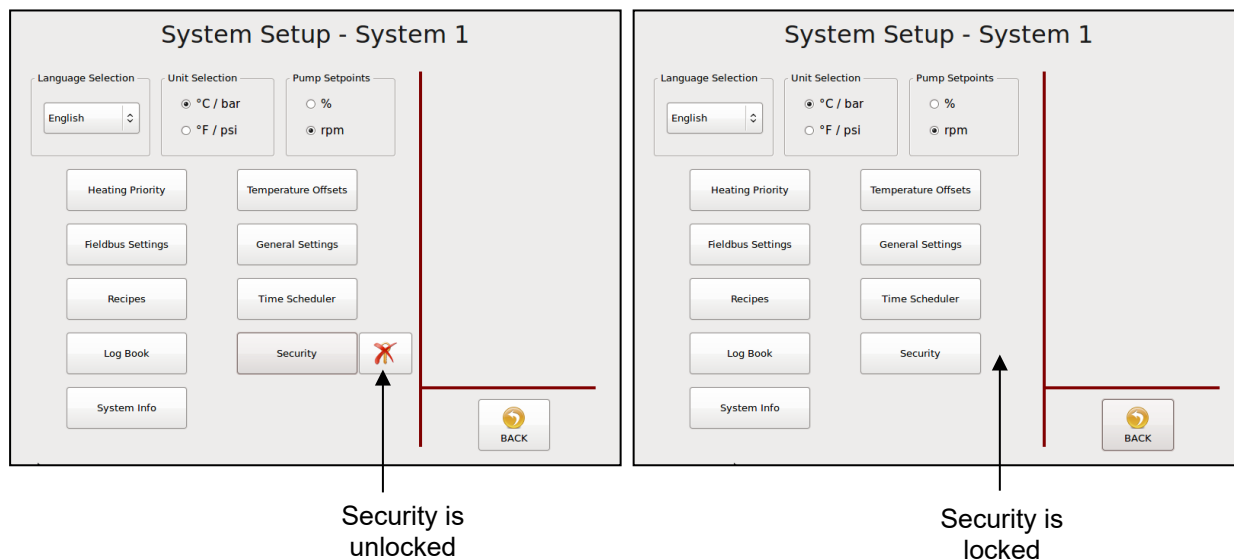 System Setup - System 1
Language Selection
Unit Selection
Pump Setpoints
English
°C / bar
°F / psi
%
rpm
Heating Priority
Temperature Offsets
Fieldbus Settings
General Settings
Recipes
Time Scheduler
Log Book
Security
System Info
BACK
Security is
unlocked
System Setup - System 1
Language Selection
Unit Selection
Pump Setpoints
English
°C / bar
°F / psi
%
rpm
Heating Priority
Temperature Offsets
Fieldbus Settings
General Settings
Recipes
Time Scheduler
Log Book
Security
System Info
BACK
Security is
locked